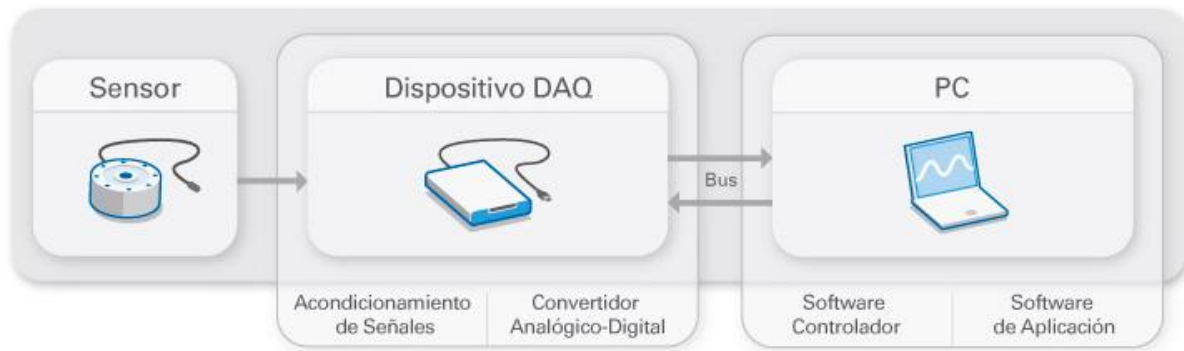 Sensor
Dispositivo DAQ
PC
Bus
Acondicionamiento
de Señales
Convertidor
Analógico-Digital
Software
Controlador
Software
de Aplicación